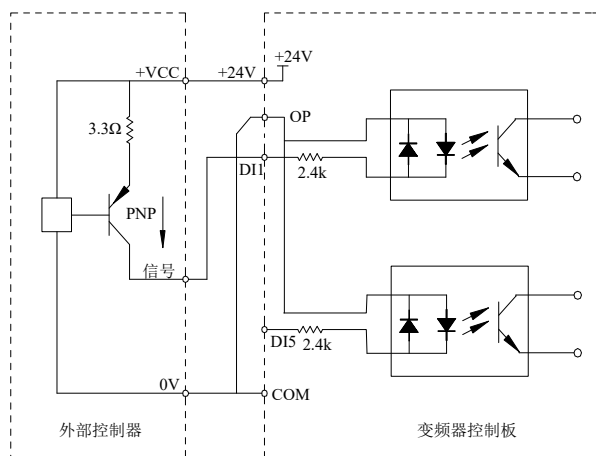 +24V
+VCC
+24V
OP
3.3Ω
DI1
2.4k
PNP
信号
DI5
2.4k
0V
COM
外部控制器
变频器控制板